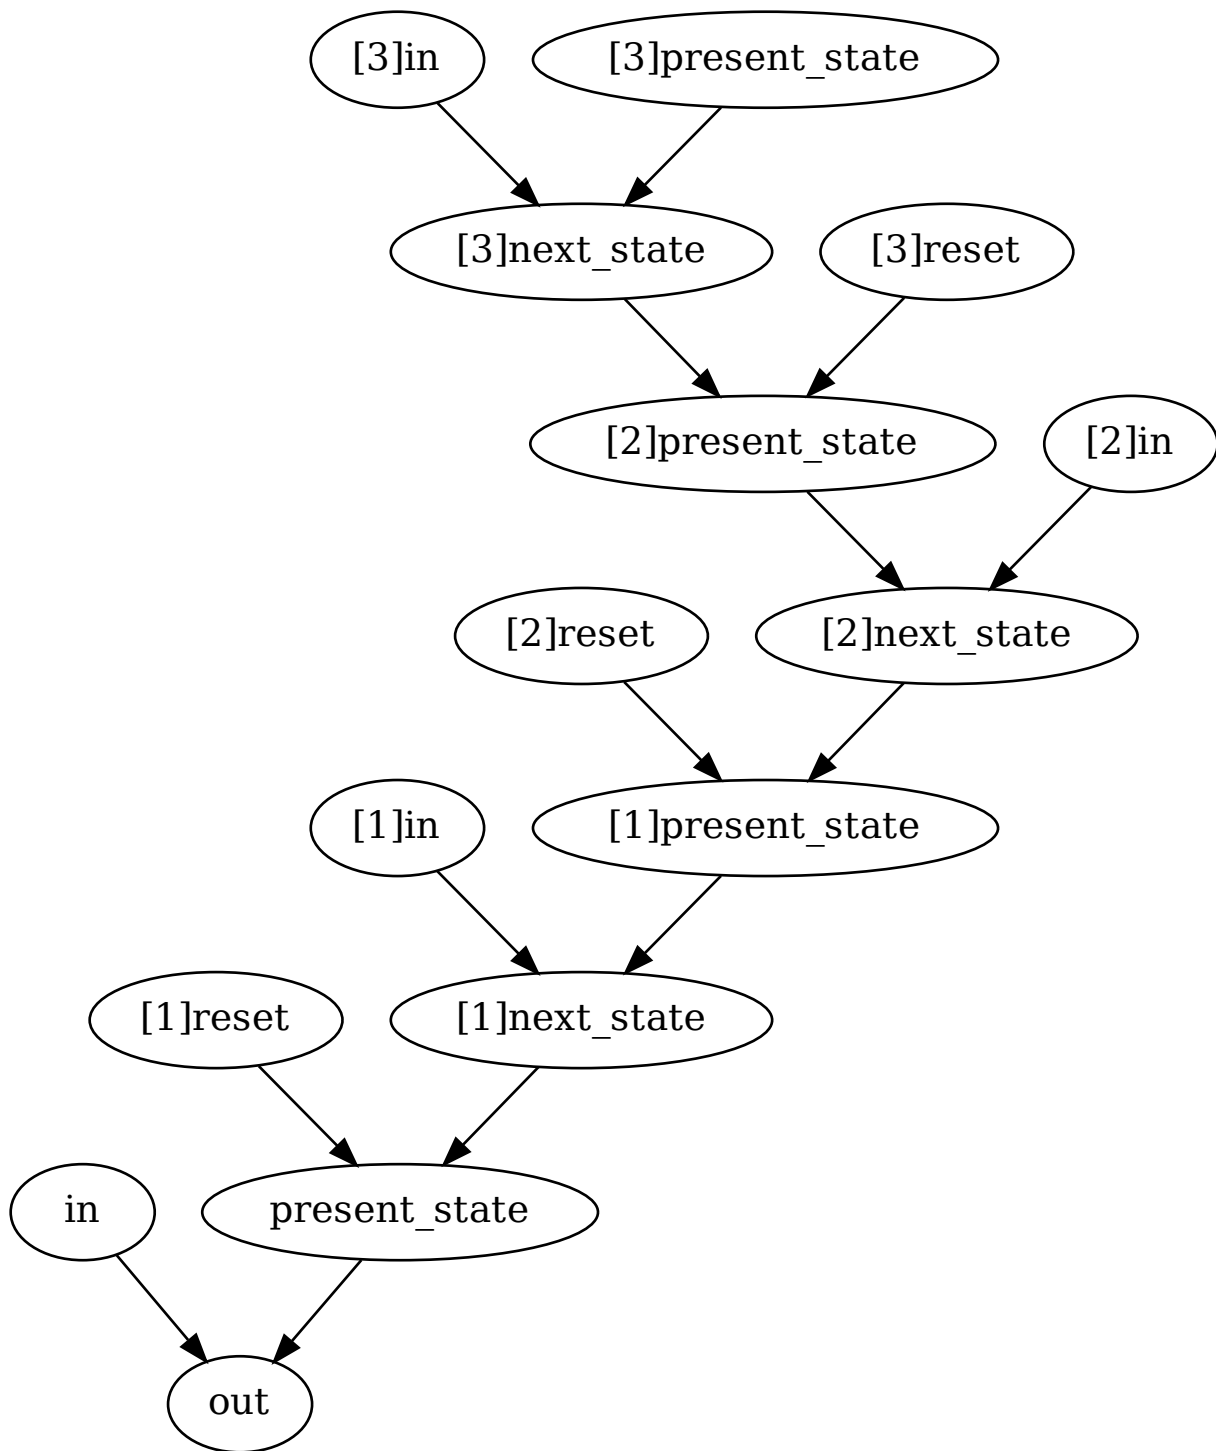 [3]in
[3]present_state
[3]next_state
[3]reset
[2]present_state
[2]in
[2]reset
[2]next_state
[1]in
[1]present_state
[1]reset
[1]next_state
in
present_state
out